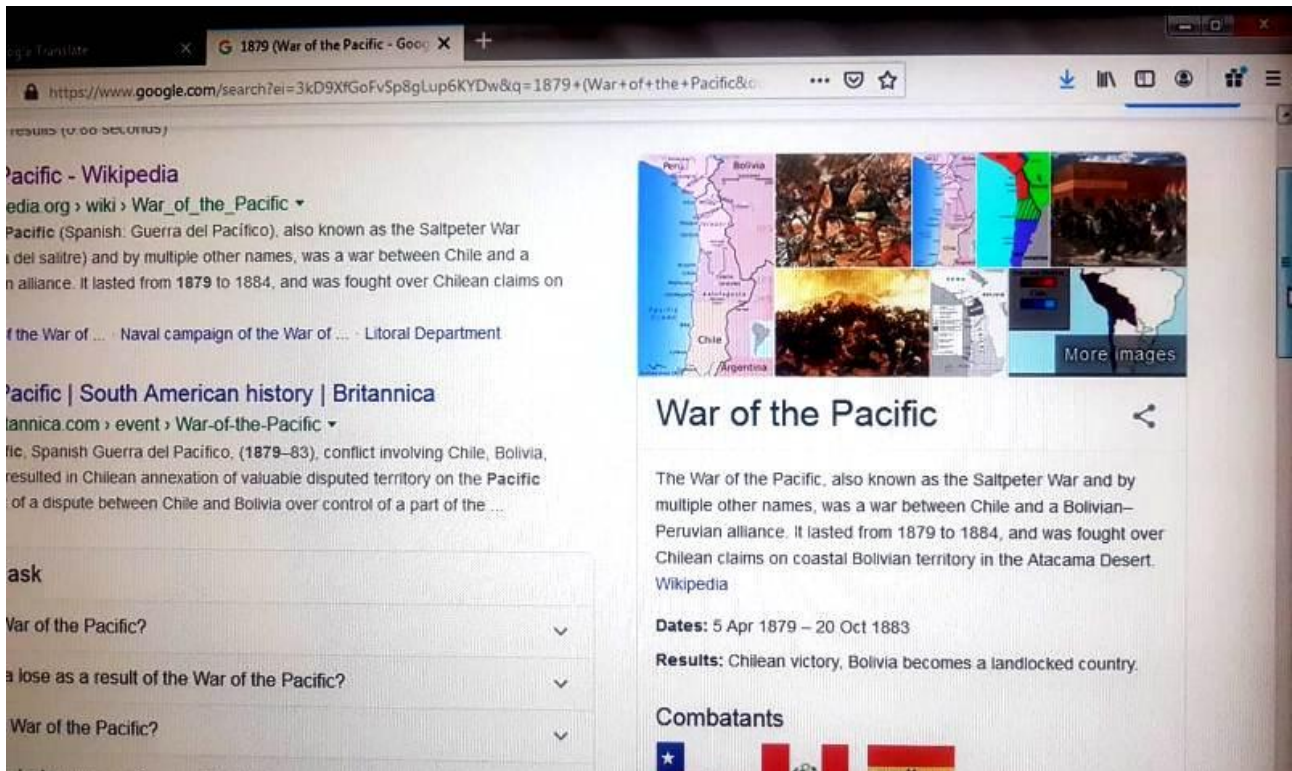 Translate
1879 (War of the Pacific - Goog
https://www.google.com/search?ei=3kD9XfGoFvSp8gLup6KYDw&q=1879+(War+of+the+Pacific&
results (0.68 seconds)
Pacific - Wikipedia
edia.org › wiki › War_of_the_Pacific
Pacific (Spanish: Guerra del Pacífico), also known as the Saltpeter War
del salitre) and by multiple other names, was a war between Chile and a
alliance. It lasted from 1879 to 1884, and was fought over Chilean claims on
f the War of ... · Naval campaign of the War of ... · Litoral Department
Pacific | South American history | Britannica
tannica.com › event › War-of-the-Pacific
fic, Spanish Guerra del Pacífico, (1879–83), conflict involving Chile, Bolivia,
resulted in Chilean annexation of valuable disputed territory on the Pacific
of a dispute between Chile and Bolivia over control of a part of the ...
ask
War of the Pacific?
a lose as a result of the War of the Pacific?
War of the Pacific?
Perú
Bolivia
Chile
Argentina
More images
War of the Pacific
The War of the Pacific, also known as the Saltpeter War and by
multiple other names, was a war between Chile and a Bolivian–
Peruvian alliance. It lasted from 1879 to 1884, and was fought over
Chilean claims on coastal Bolivian territory in the Atacama Desert.
Wikipedia
Dates: 5 Apr 1879 – 20 Oct 1883
Results: Chilean victory, Bolivia becomes a landlocked country.
Combatants